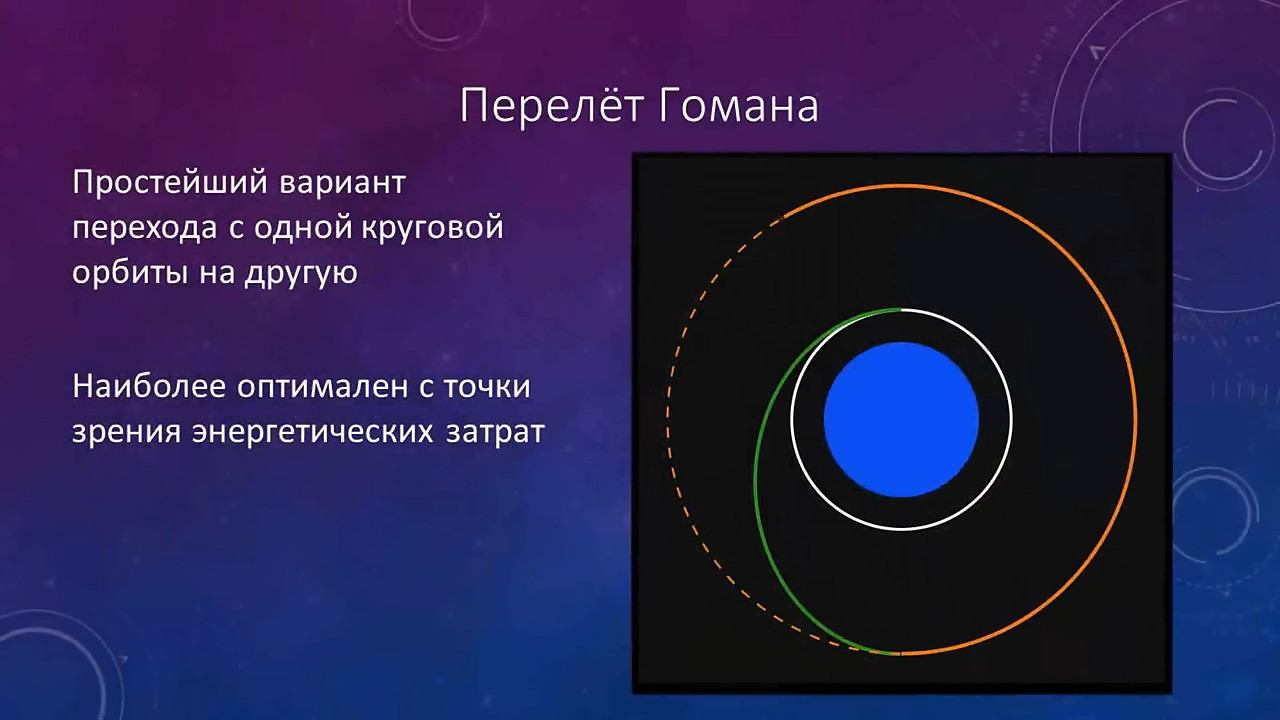 Перелёт Гомана
Простейший вариант
перехода с одной круговой
орбиты на другую
Наиболее оптимален с точки
зрения энергетических затрат